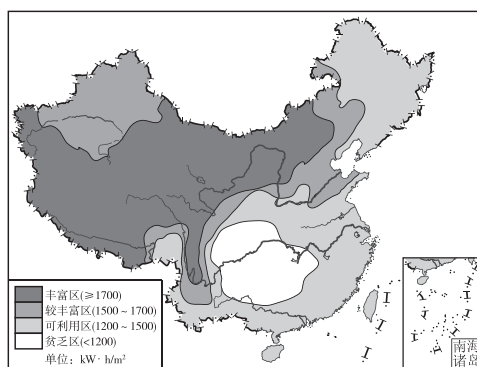 丰富区(≥1700)
较丰富区(1500~1700)
可利用区(1200~1500)
贫乏区(<1200)
单位：kW·h/m²
南海
诸岛